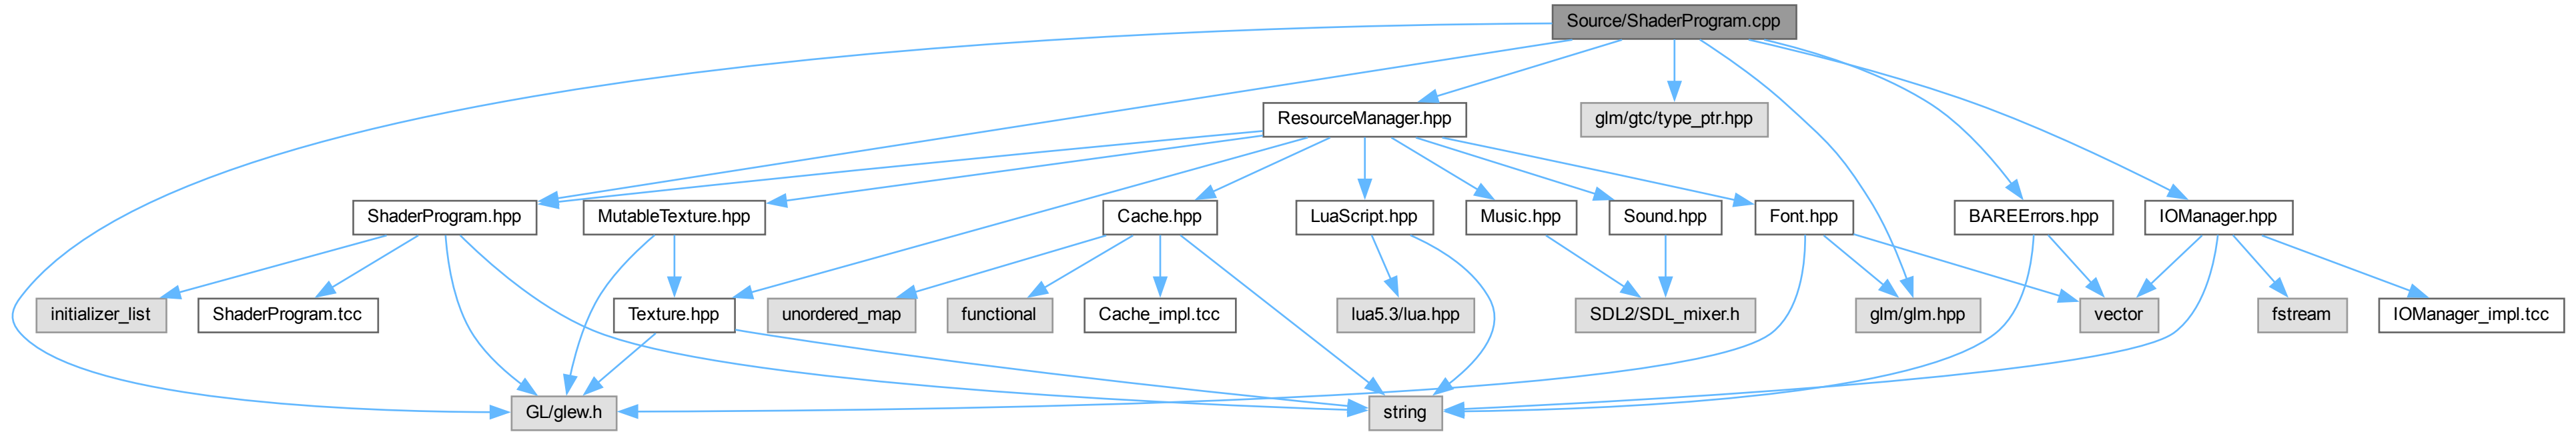 Source/ShaderProgram.cpp
ResourceManager.hpp
glm/gtc/type_ptr.hpp
ShaderProgram.hpp
MutableTexture.hpp
Cache.hpp
LuaScript.hpp
Music.hpp
Sound.hpp
Font.hpp
BAREErrors.hpp
IOManager.hpp
initializer_list
ShaderProgram.tcc
Texture.hpp
unordered_map
functional
Cache_impl.tcc
lua5.3/lua.hpp
SDL2/SDL_mixer.h
glm/glm.hpp
vector
fstream
IOManager_impl.tcc
GL/glew.h
string